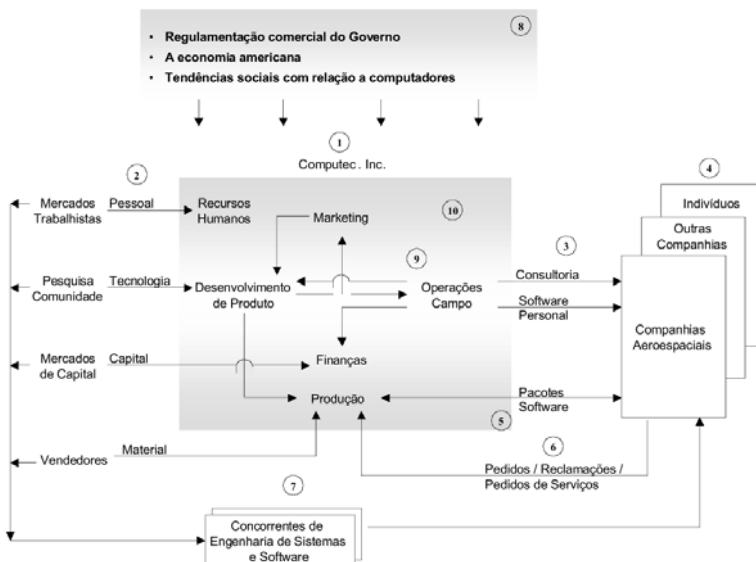 8
• Regulamentação comercial do Governo
• A economia americana
• Tendências sociais com relação a computadores
1
Computec . Inc.
2
4
Mercados
Trabalhistas
Pessoal
Recursos
Humanos
Marketing
10
Indivíduos
Outras
Companhias
3
9
Pesquisa
Comunidade
Tecnologia
Desenvolvimento
de Produto
Operações
Campo
Consultoria
Software
Personal
Companhias
Aeroespaciais
Mercados
de Capital
Capital
Finanças
Produção
Pacotes
Software
5
Vendedores
Material
6
Pedidos / Reclamações /
Pedidos de Serviços
7
Concorrentes de
Engenharia de Sistemas
e Software